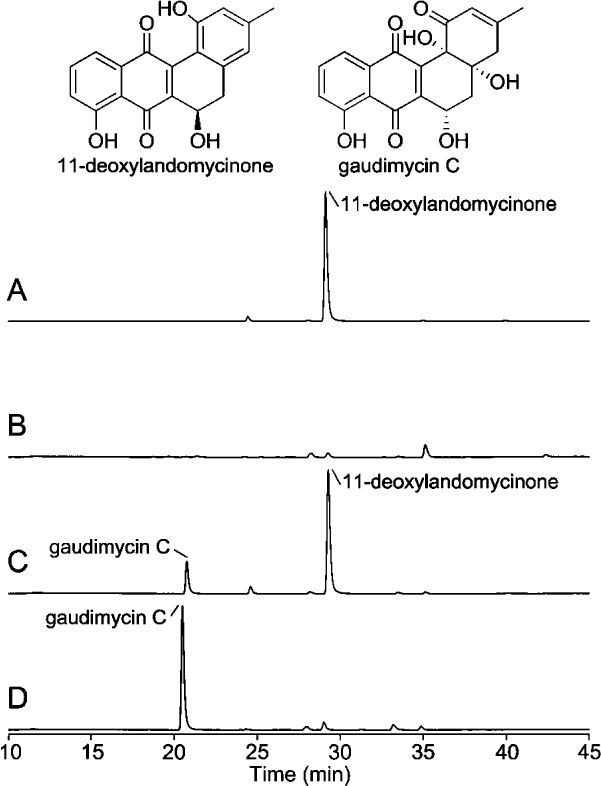 HO O O
O HO
OH
OH O OH OH O OH
11-deoxylandomycinone gaudimycin C
11-deoxylandomycinone
A
B
11-deoxylandomycinone
gaudimycin C
C
gaudimycin C
D
10 15 20 25 30 35 40 45
Time (min)